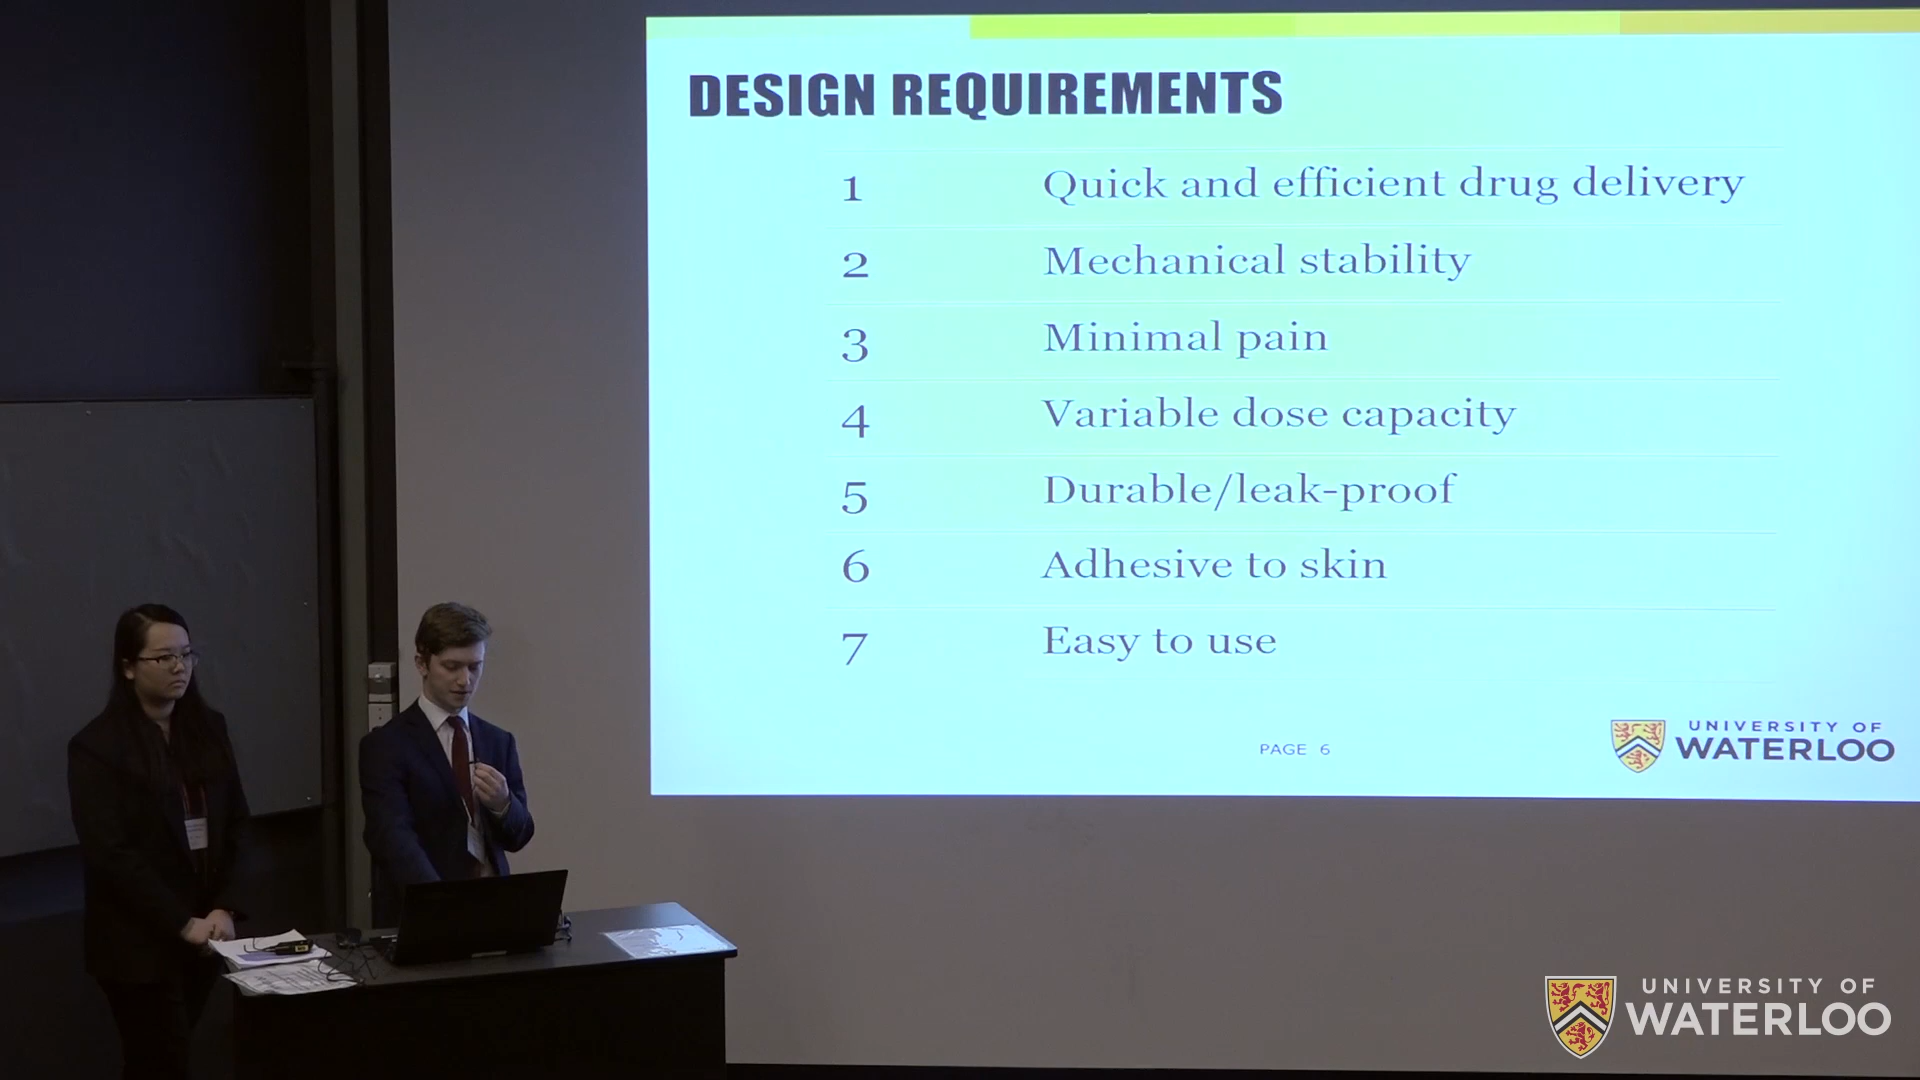 DESIGN REQUIREMENTS
1 Quick and efficient drug delivery
2 Mechanical stability
3 Minimal pain
4 Variable dose capacity
5 Durable/leak-proof
6 Adhesive to skin
7 Easy to use
PAGE 6
UNIVERSITY OF
WATERLOO
UNIVERSITY OF
WATERLOO